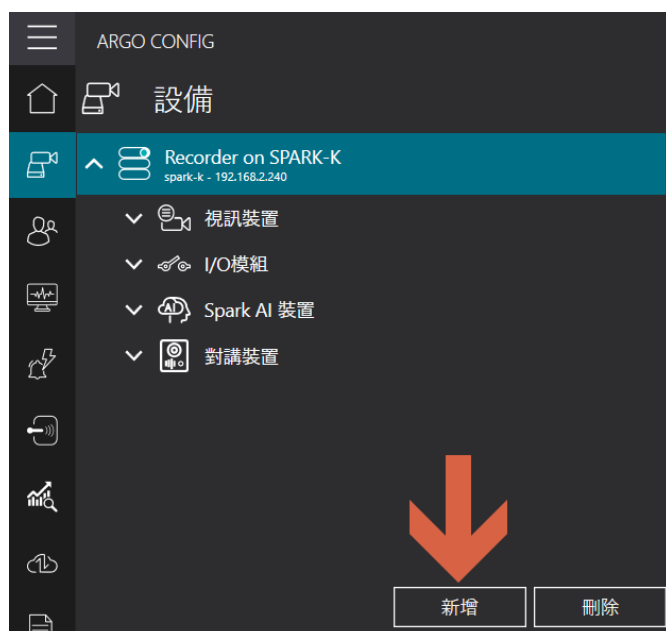 ARGO CONFIG
設備
Recorder on SPARK-K
spark-k - 192.168.2.240
視訊裝置
I/O模組
Spark AI 裝置
對講裝置
新增
刪除